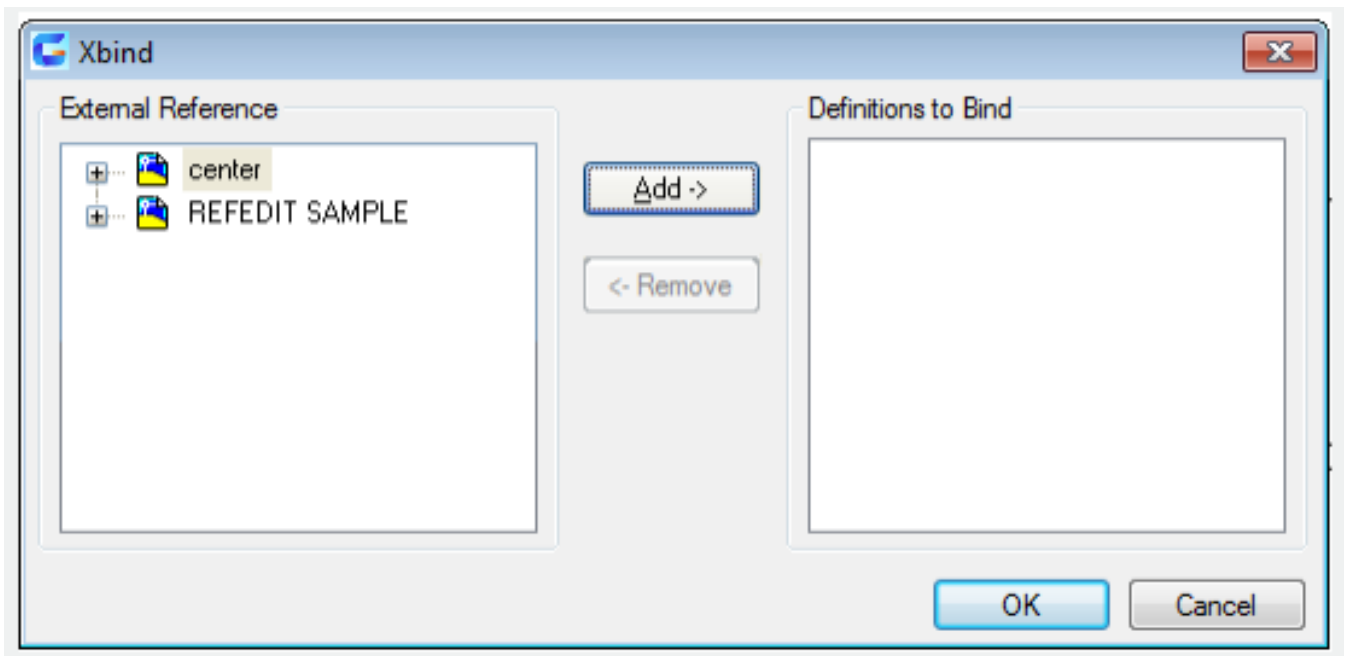 Xbind
External Reference
Definitions to Bind
center
REFEDIT SAMPLE
Add ->
<- Remove
OK
Cancel